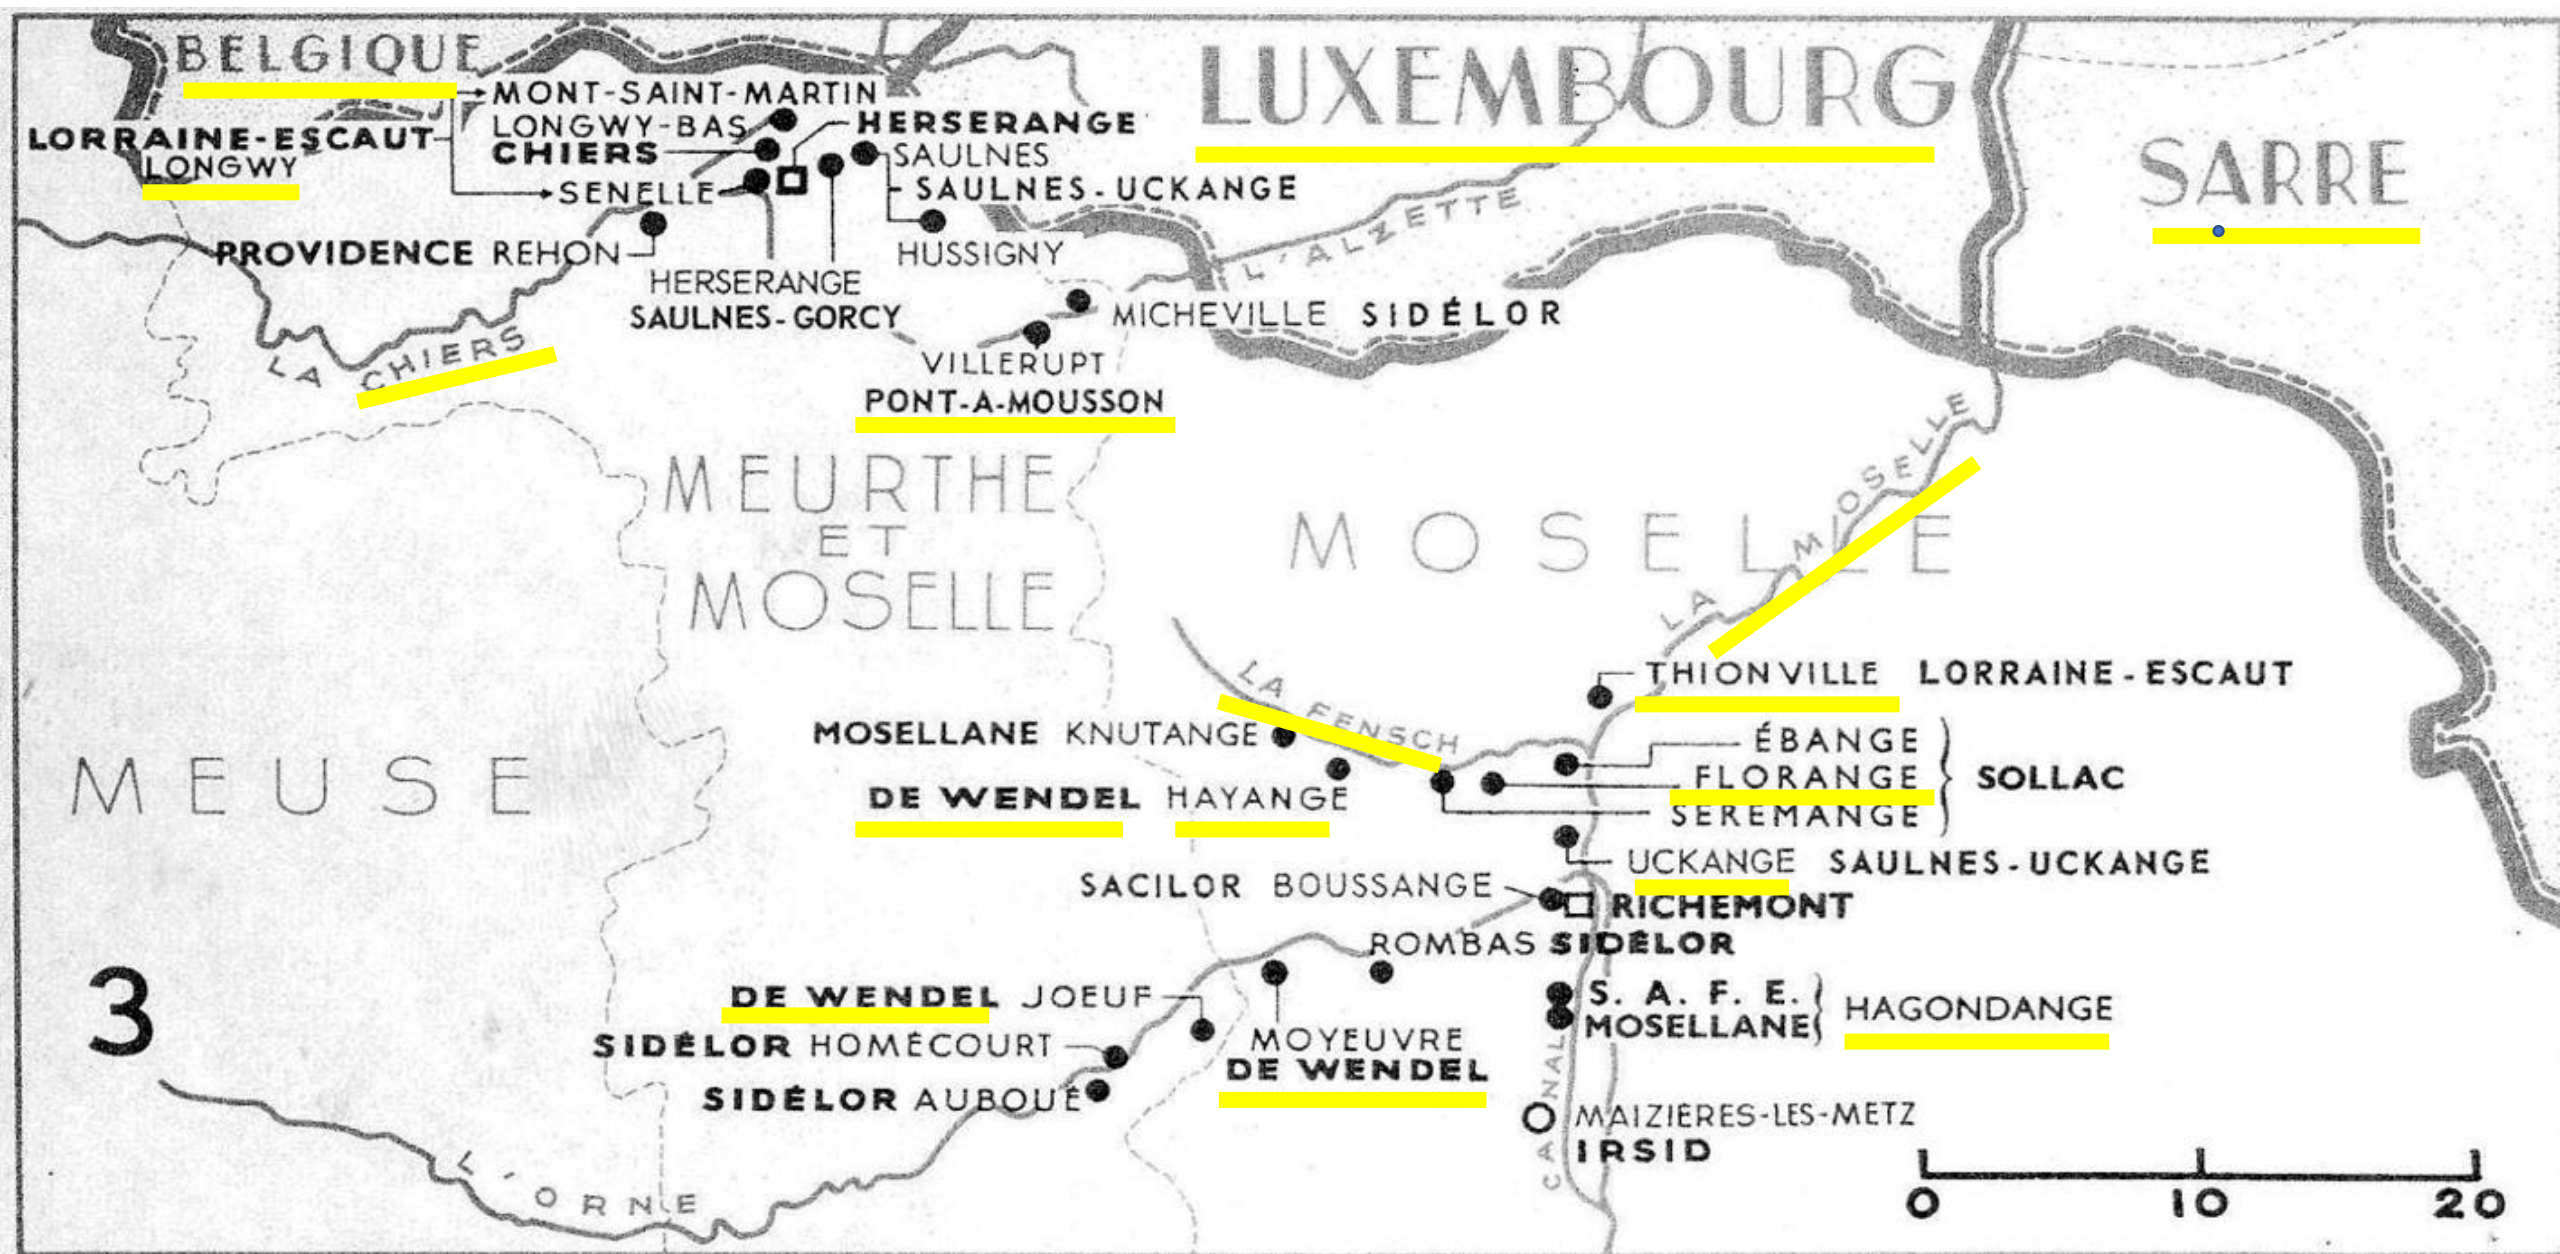 BELGIQUE
LUXEMBOURG
SARRE
MONT-SAINT-MARTIN
LONGWY-BAS
HERSERANGE
LORRAINE-ESCAUT
LONGWY
CHIERS
SAULNES
SENELLE
SAULNES-UCKANGE
PROVIDENCE REHON
HUSSIGNY
L'ALZETTE
HERSERANGE
SAULNES-GORCY
MICHEVILLE SIDÉLOR
LA CHIERS
VILLERUPT
PONT-A-MOUSSON
MEURTHE
ET
MOSELLE
MOSELLE
LA MOSELLE
THIONVILLE LORRAINE-ESCAUT
LA FENSCH
MOSELLANE KNUTANGE
ÉBANGE
FLORANGE
SEREMANGE
SOLLAC
MEUSE
DE WENDEL HAYANGE
UCKANGE SAULNES-UCKANGE
SACILOR BOUSSANGE
RICHEMONT
ROMBAS SIDÉLOR
3
DE WENDEL JOEUF
S. A. F. E.
MOSELLANE
HAGONDANGE
SIDÉLOR HOMÉCOURT
MOYEUVRE
DE WENDEL
SIDÉLOR AUBOUÉ
CANAL
MAIZIÈRES-LES-METZ
IRSID
L'ORNE
0 10 20